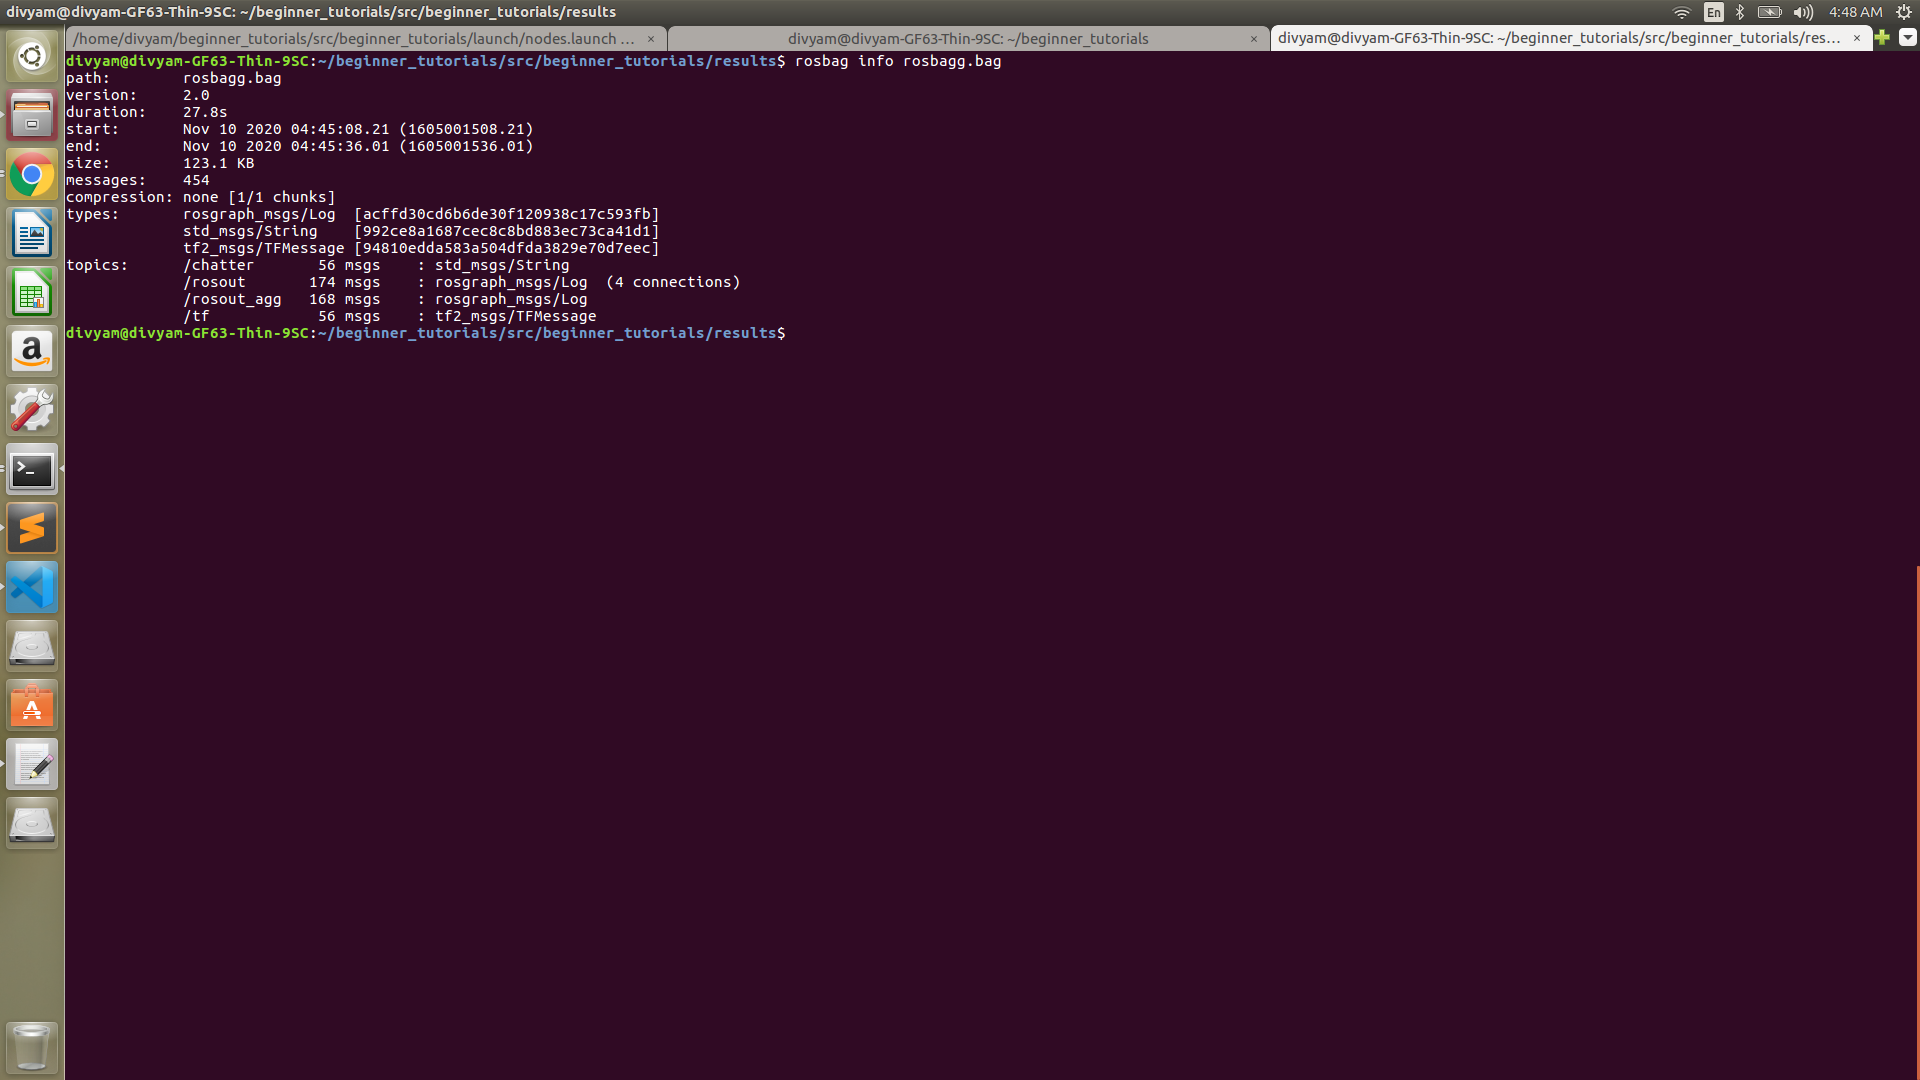 divyam@divyam-GF63-Thin-9SC: ~/beginner_tutorials/src/beginner_tutorials/results
En
4:48 AM
/home/divyam/beginner_tutorials/src/beginner_tutorials/launch/nodes.launch ... ×
divyam@divyam-GF63-Thin-9SC: ~/beginner_tutorials ×
divyam@divyam-GF63-Thin-9SC: ~/beginner_tutorials/src/beginner_tutorials/res... ×
divyam@divyam-GF63-Thin-9SC:~/beginner_tutorials/src/beginner_tutorials/results$ rosbag info rosbagg.bag
path:        rosbagg.bag
version:     2.0
duration:    27.8s
start:       Nov 10 2020 04:45:08.21 (1605001508.21)
end:         Nov 10 2020 04:45:36.01 (1605001536.01)
size:        123.1 KB
messages:    454
compression: none [1/1 chunks]
types:       rosgraph_msgs/Log  [acffd30cd6b6de30f120938c17c593fb]
             std_msgs/String    [992ce8a1687cec8c8bd883ec73ca41d1]
             tf2_msgs/TFMessage [94810edda583a504dfda3829e70d7eec]
topics:      /chatter       56 msgs    : std_msgs/String
             /rosout       174 msgs    : rosgraph_msgs/Log  (4 connections)
             /rosout_agg   168 msgs    : rosgraph_msgs/Log
             /tf            56 msgs    : tf2_msgs/TFMessage
divyam@divyam-GF63-Thin-9SC:~/beginner_tutorials/src/beginner_tutorials/results$